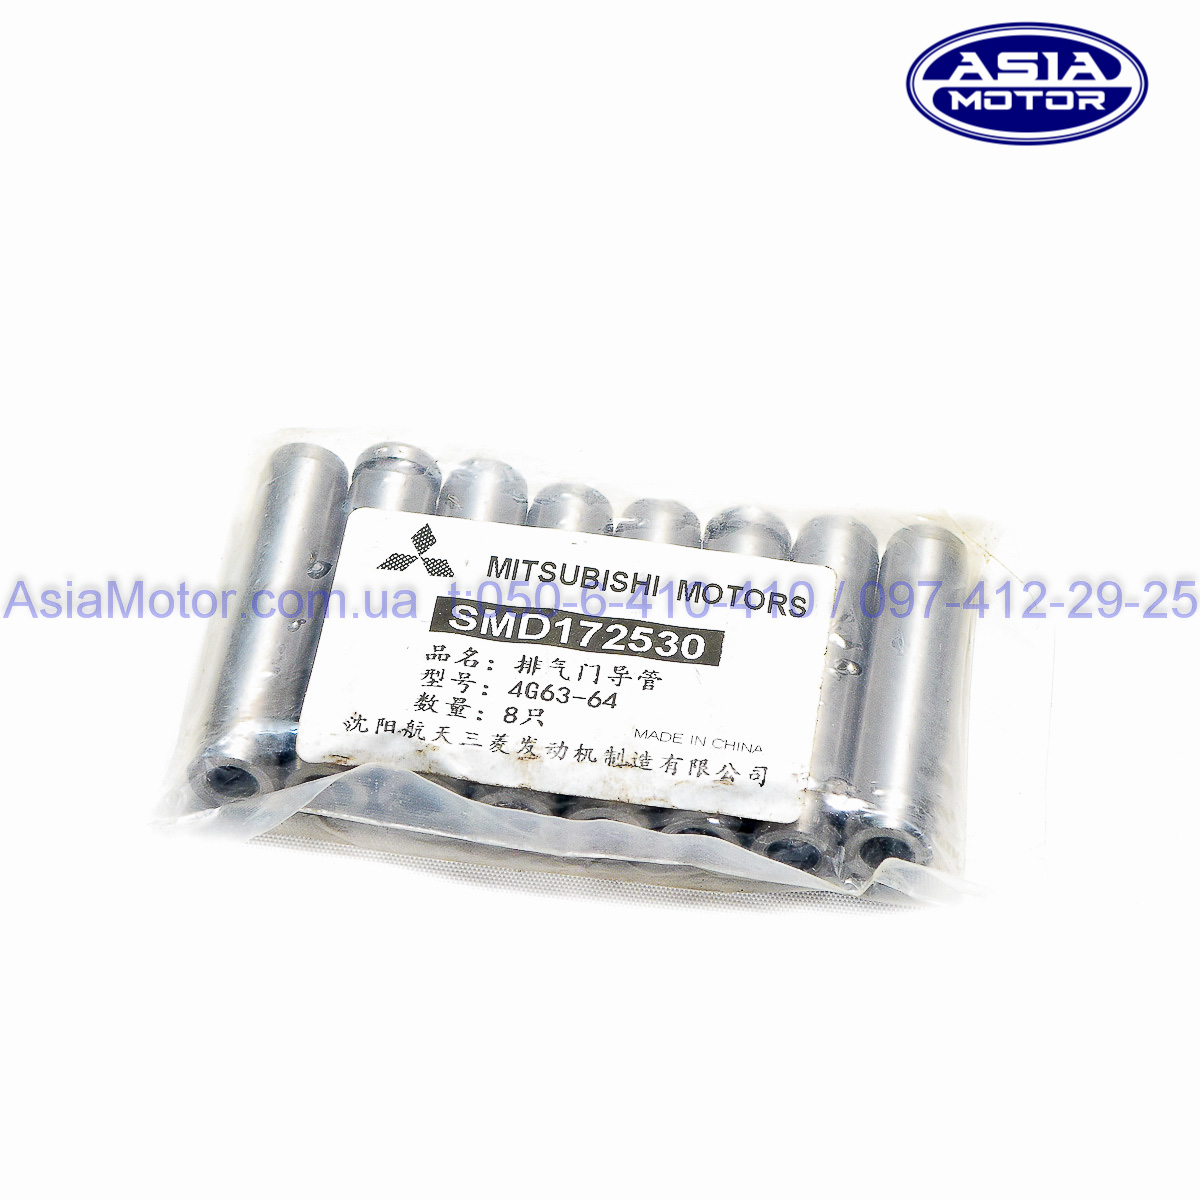 ASIA
MOTOR
MITSUBISHI MOTORS
AsiaMotor.com.ua t:050-6-410-410 / 097-412-29-25
SMD172530
品名：排气门导管
型号：4G63-64
数量：8只
MADE IN CHINA
沈阳航天三菱发动机制造有限公司